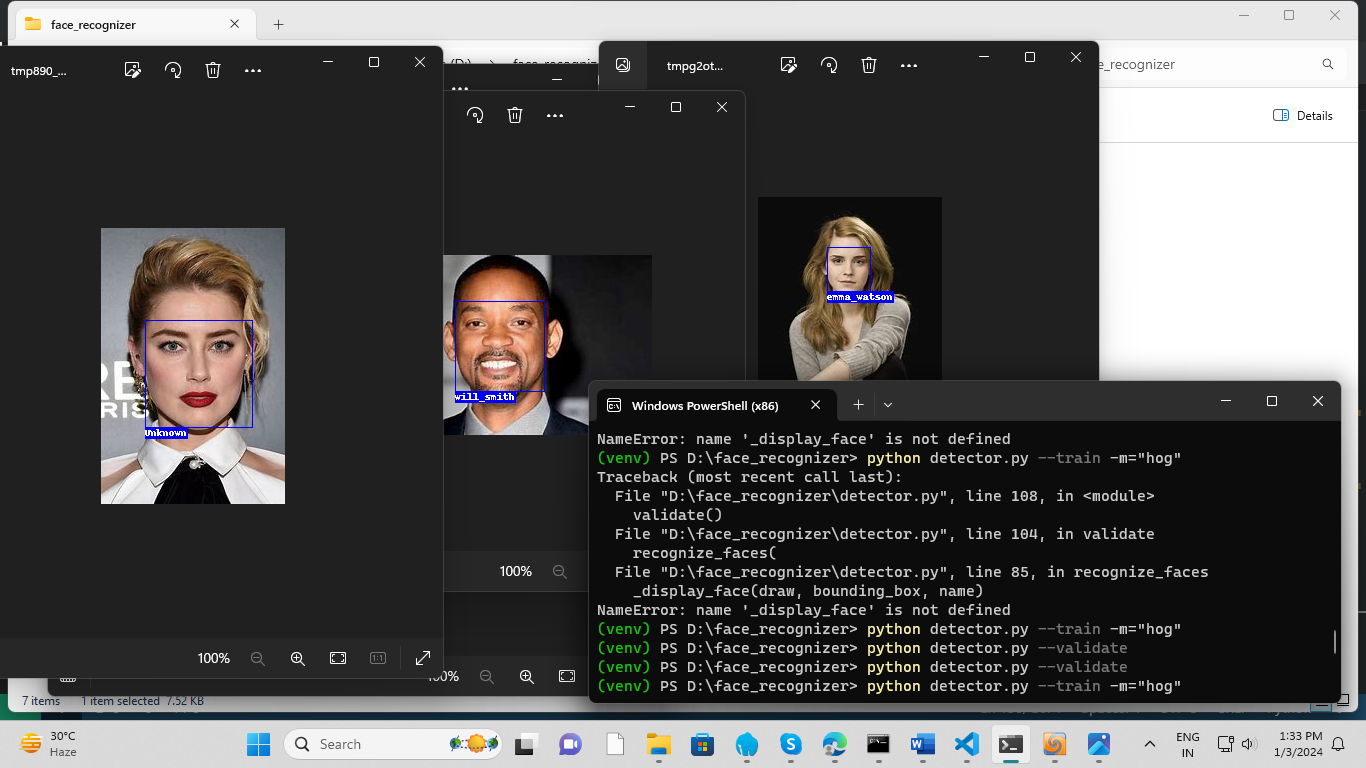 face_recognizer
tmp890_...
tmpg2ot...
face_recognizer
Details
Unknown
will_smith
emma_watson
100%
100%
Windows PowerShell (x86)
NameError: name '_display_face' is not defined
(venv) PS D:\face_recognizer> python detector.py --train -m="hog"
Traceback (most recent call last):
File "D:\face_recognizer\detector.py", line 108, in <module>
validate()
File "D:\face_recognizer\detector.py", line 104, in validate
recognize_faces(
File "D:\face_recognizer\detector.py", line 85, in recognize_faces
_display_face(draw, bounding_box, name)
NameError: name '_display_face' is not defined
(venv) PS D:\face_recognizer> python detector.py --train -m="hog"
(venv) PS D:\face_recognizer> python detector.py --validate
(venv) PS D:\face_recognizer> python detector.py --validate
(venv) PS D:\face_recognizer> python detector.py --train -m="hog"
7 items 1 item selected 7.52 KB
30°C
Haze
Search
ENG
IN
1:33 PM
1/3/2024